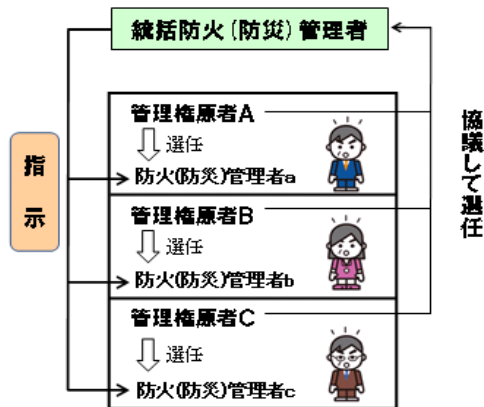 統括防火(防災)管理者
管理権原者A
選任
防火(防災)管理者a
管理権原者B
選任
防火(防災)管理者b
管理権原者C
選任
防火(防災)管理者c
指示
協議して選任